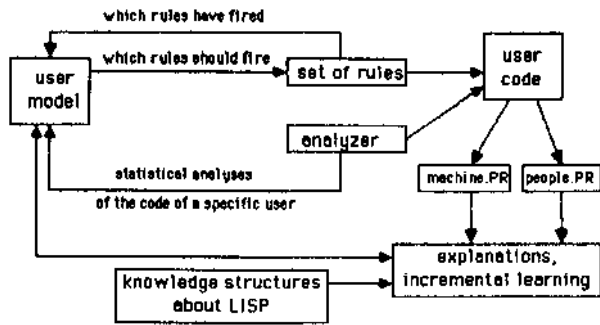 which rules have fired
user
model
which rules should fire
set of rules
user
code
analyzer
statistical analyses
of the code of a specific user
machine.PR
people.PR
explanations,
incremental learning
knowledge structures
about LISP